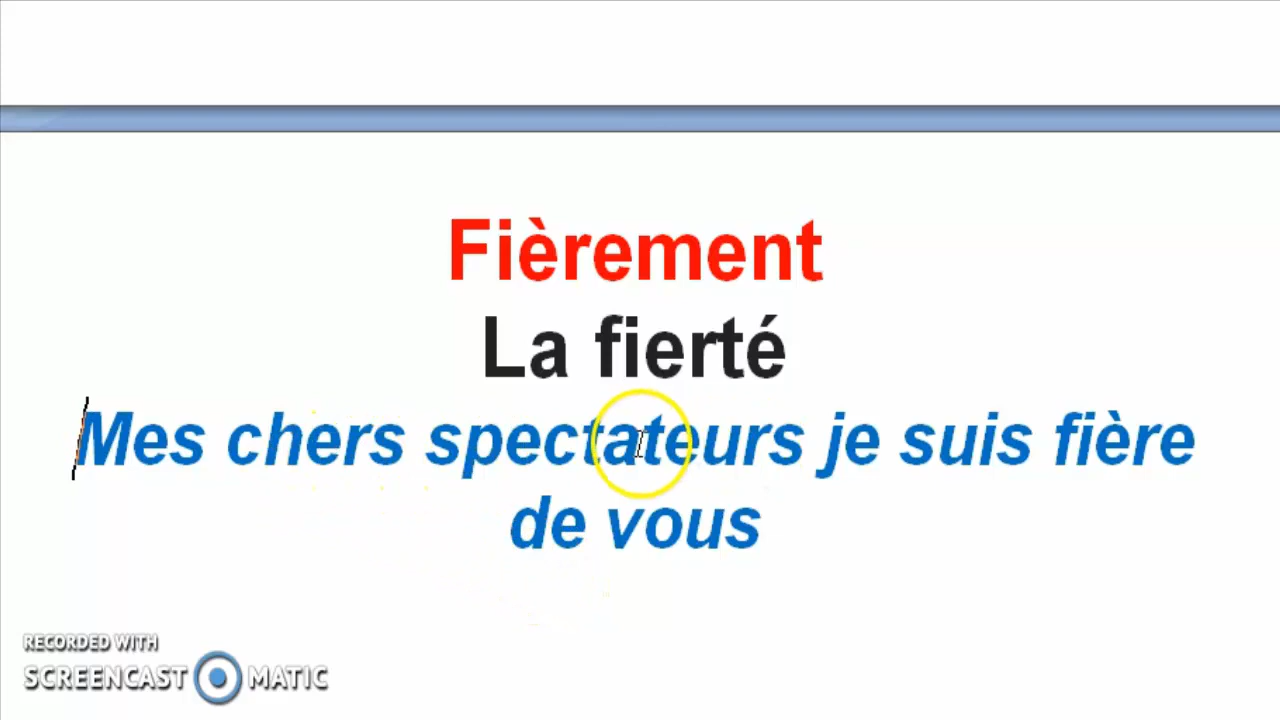 Fièrement
La fierté
Mes chers spectateurs je suis fière
de vous
RECORDED WITH
SCREENCAST MATIC